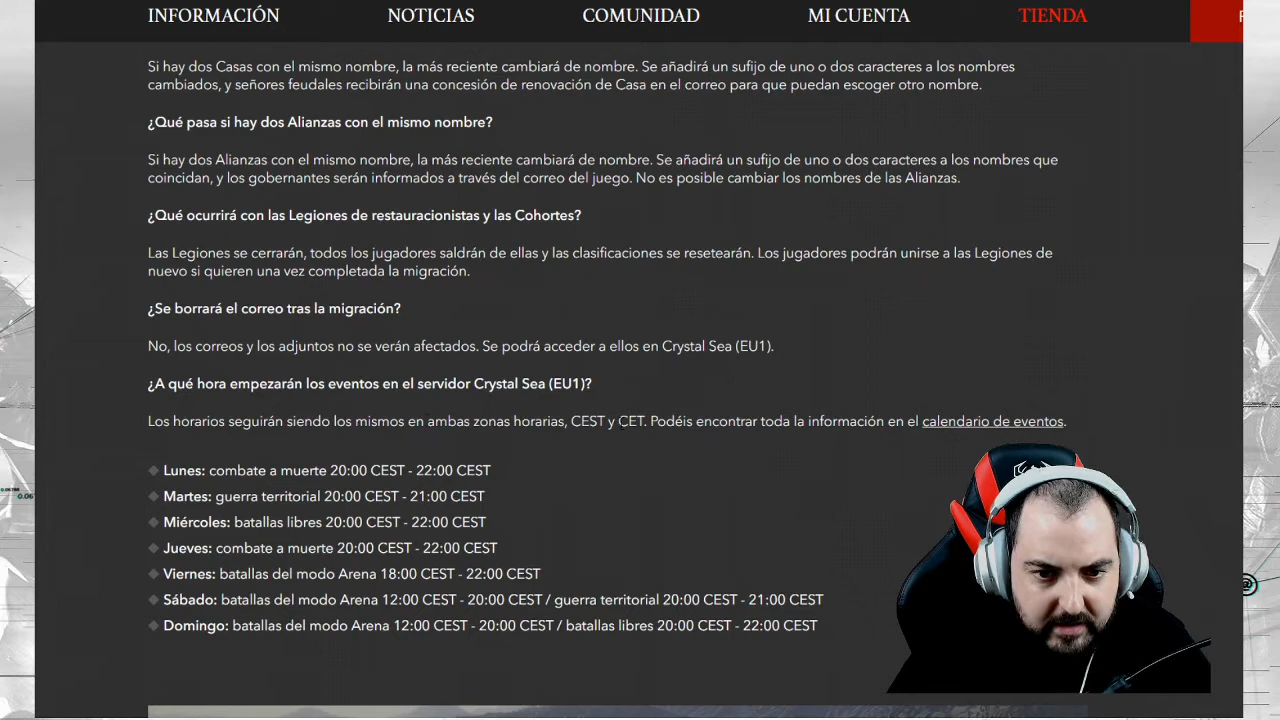 INFORMACIÓN NOTICIAS COMUNIDAD MI CUENTA TIENDA
Si hay dos Casas con el mismo nombre, la más reciente cambiará de nombre. Se añadirá un sufijo de uno o dos caracteres a los nombres
cambiados, y señores feudales recibirán una concesión de renovación de Casa en el correo para que puedan escoger otro nombre.
¿Qué pasa si hay dos Alianzas con el mismo nombre?
Si hay dos Alianzas con el mismo nombre, la más reciente cambiará de nombre. Se añadirá un sufijo de uno o dos caracteres a los nombres que
coincidan, y los gobernantes serán informados a través del correo del juego. No es posible cambiar los nombres de las Alianzas.
¿Qué ocurrirá con las Legiones de restauracionistas y las Cohortes?
Las Legiones se cerrarán, todos los jugadores saldrán de ellas y las clasificaciones se resetearán. Los jugadores podrán unirse a las Legiones de
nuevo si quieren una vez completada la migración.
¿Se borrará el correo tras la migración?
No, los correos y los adjuntos no se verán afectados. Se podrá acceder a ellos en Crystal Sea (EU1).
¿A qué hora empezarán los eventos en el servidor Crystal Sea (EU1)?
Los horarios seguirán siendo los mismos en ambas zonas horarias, CEST y CET. Podéis encontrar toda la información en el calendario de eventos.
Lunes: combate a muerte 20:00 CEST - 22:00 CEST
Martes: guerra territorial 20:00 CEST - 21:00 CEST
Miércoles: batallas libres 20:00 CEST - 22:00 CEST
Jueves: combate a muerte 20:00 CEST - 22:00 CEST
Viernes: batallas del modo Arena 18:00 CEST - 22:00 CEST
Sábado: batallas del modo Arena 12:00 CEST - 20:00 CEST / guerra territorial 20:00 CEST - 21:00 CEST
Domingo: batallas del modo Arena 12:00 CEST - 20:00 CEST / batallas libres 20:00 CEST - 22:00 CEST